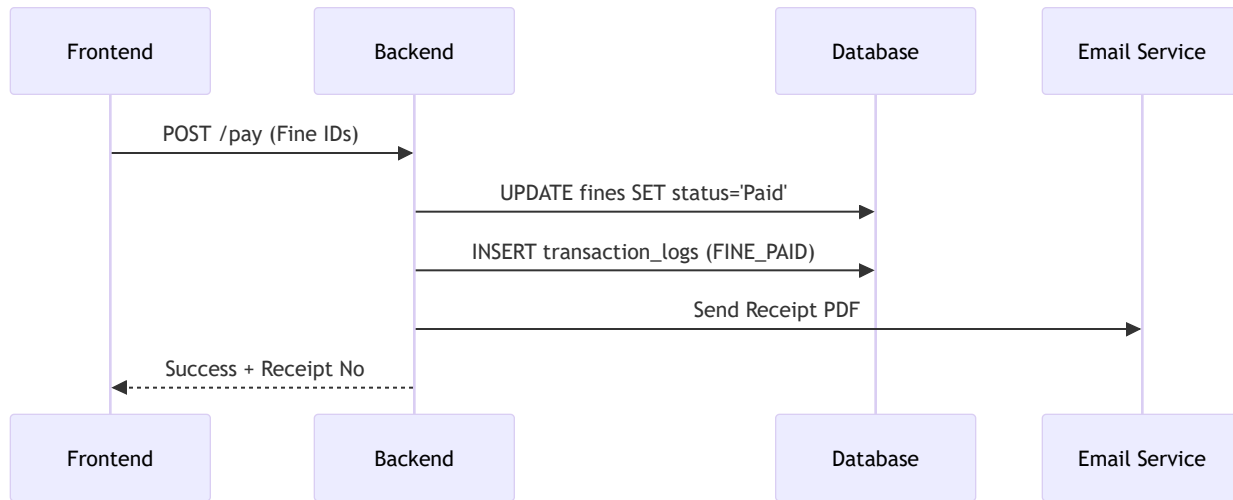 Frontend
Backend
Database
Email Service
POST /pay (Fine IDs)
UPDATE fines SET status='Paid'
INSERT transaction_logs (FINE_PAID)
Send Receipt PDF
Success + Receipt No
Frontend
Backend
Database
Email Service